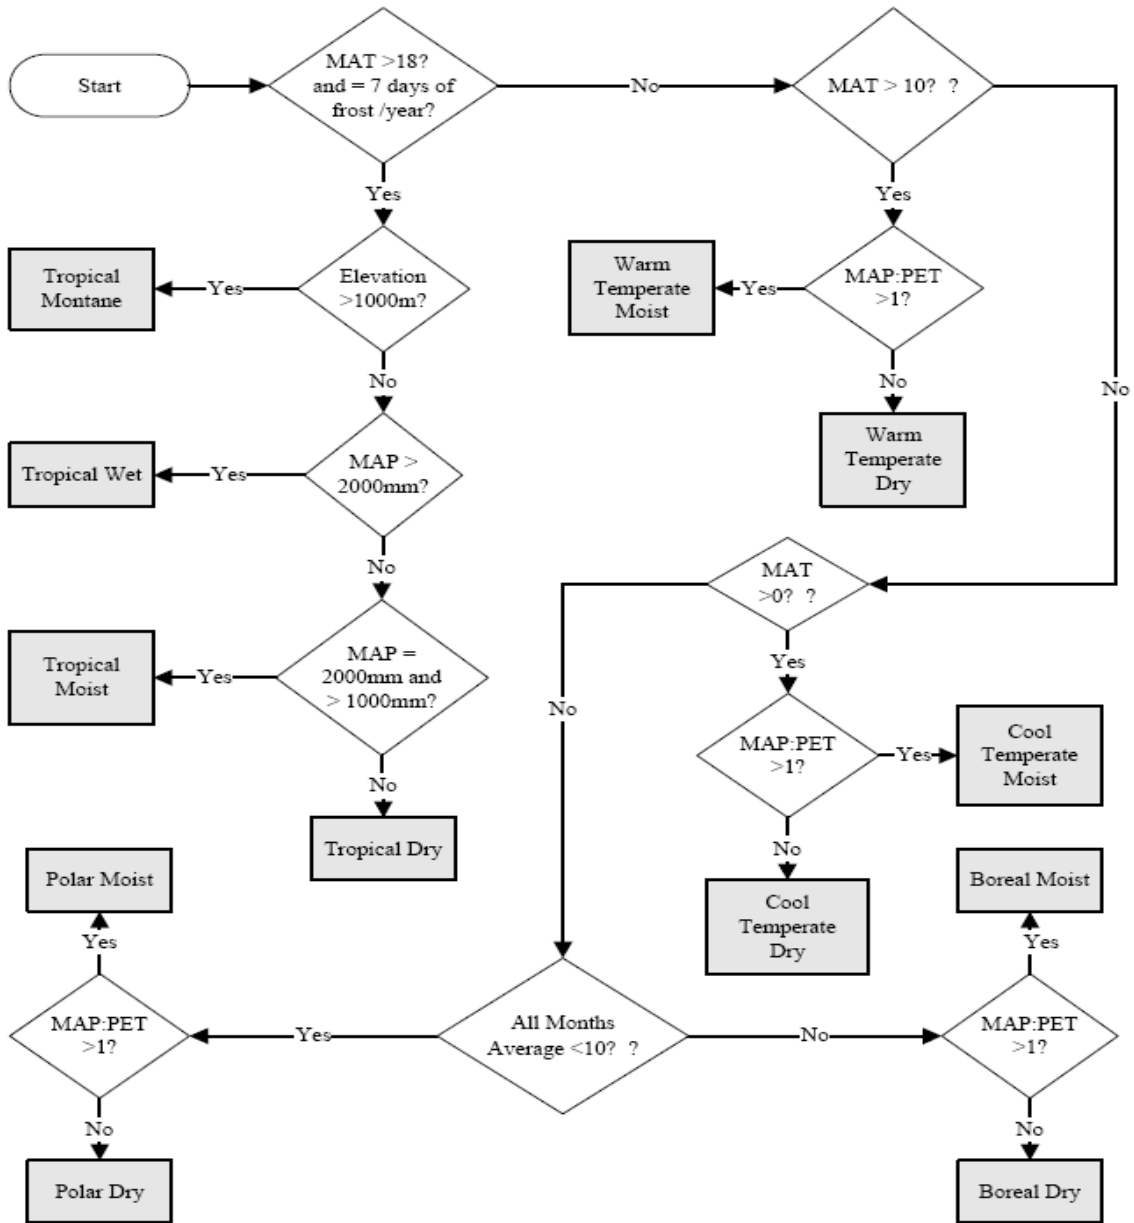 Start
MAT >18?
and = 7 days of
frost /year?
No
MAT > 10?  ?
Yes
Yes
No
Elevation
>1000m?
Yes
Tropical
Montane
MAP:PET
>1?
Yes
Warm
Temperate
Moist
No
No
Warm
Temperate
Dry
MAP >
2000mm?
Yes
Tropical Wet
No
MAT
>0?  ?
Yes
No
MAP =
2000mm and
> 1000mm?
Yes
Tropical
Moist
No
Tropical Dry
MAP:PET
>1?
Yes
Cool
Temperate
Moist
No
Cool
Temperate
Dry
All Months
Average <10?  ?
Yes
No
Polar Moist
Yes
MAP:PET
>1?
No
Polar Dry
Boreal Moist
Yes
MAP:PET
>1?
No
Boreal Dry